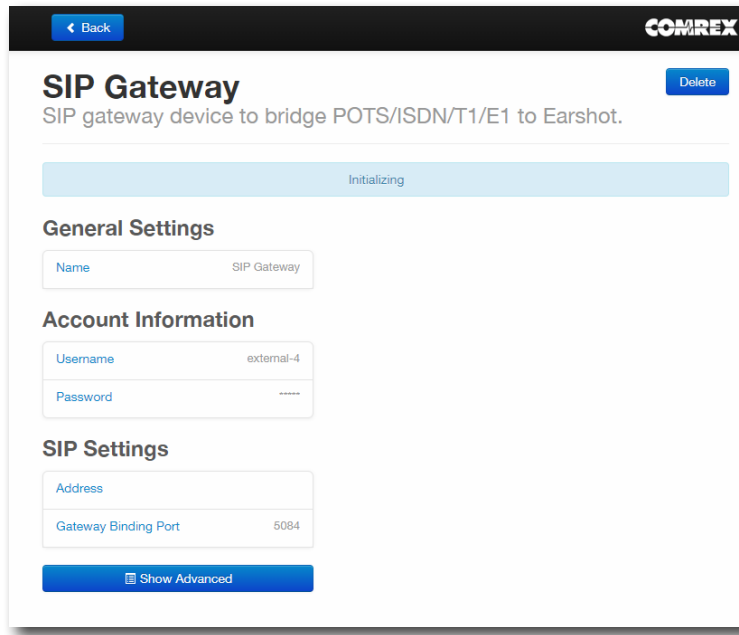 Back
COMREX
SIP Gateway
Delete
SIP gateway device to bridge POTS/ISDN/T1/E1 to Earshot.
Initializing
General Settings
Name SIP Gateway
Account Information
Username external-4
Password -----
SIP Settings
Address
Gateway Binding Port 5084
Show Advanced